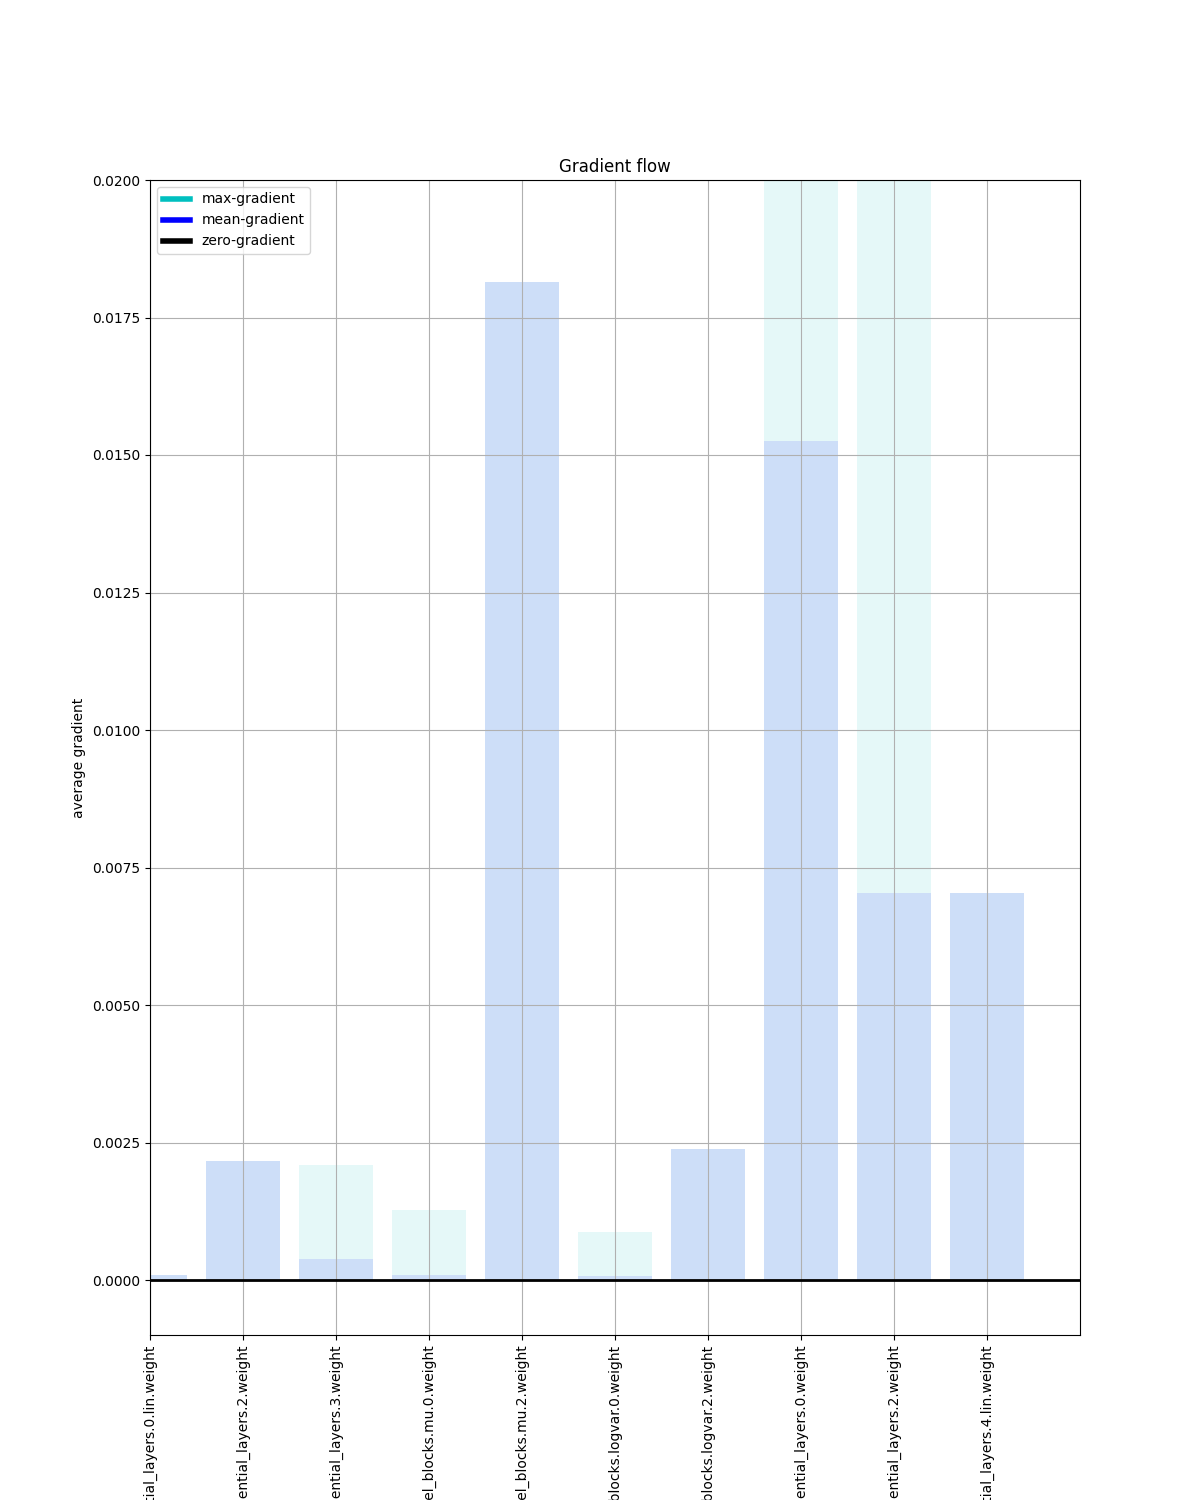 Gradient flow
max-gradient
mean-gradient
zero-gradient
0.0200
0.0175
0.0150
0.0125
0.0100
0.0075
0.0050
0.0025
0.0000
average gradient
tial_layers.0.lin.weight
ential_layers.2.weight
ential_layers.3.weight
el_blocks.mu.0.weight
el_blocks.mu.2.weight
blocks.logvar.0.weight
blocks.logvar.2.weight
ential_layers.0.weight
ential_layers.2.weight
tial_layers.4.lin.weight